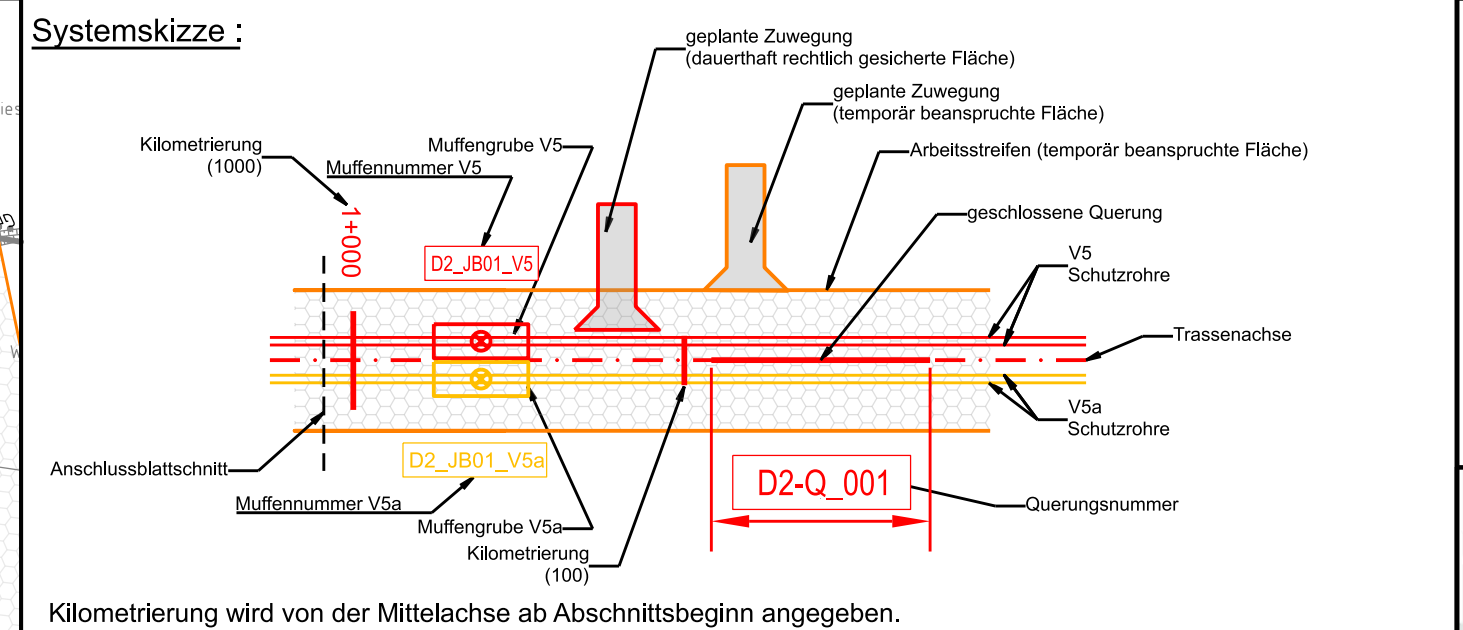 Systemskizze :
geplante Zuwegung
(dauerthaft rechtlich gesicherte Fläche)
geplante Zuwegung
(temporär beanspruchte Fläche)
Kilometrierung
(1000)
Muffengrube V5
Muffennummer V5
Arbeitsstreifen (temporär beanspruchte Fläche)
geschlossene Querung
1+000
D2_JB01_V5
V5
Schutzrohre
Trassenachse
V5a
Schutzrohre
Anschlussblattschnitt
D2_JB01_V5a
D2-Q_001
Muffennummer V5a
Querungsnummer
Muffengrube V5a
Kilometrierung
(100)
Kilometrierung wird von der Mittelachse ab Abschnittsbeginn angegeben.